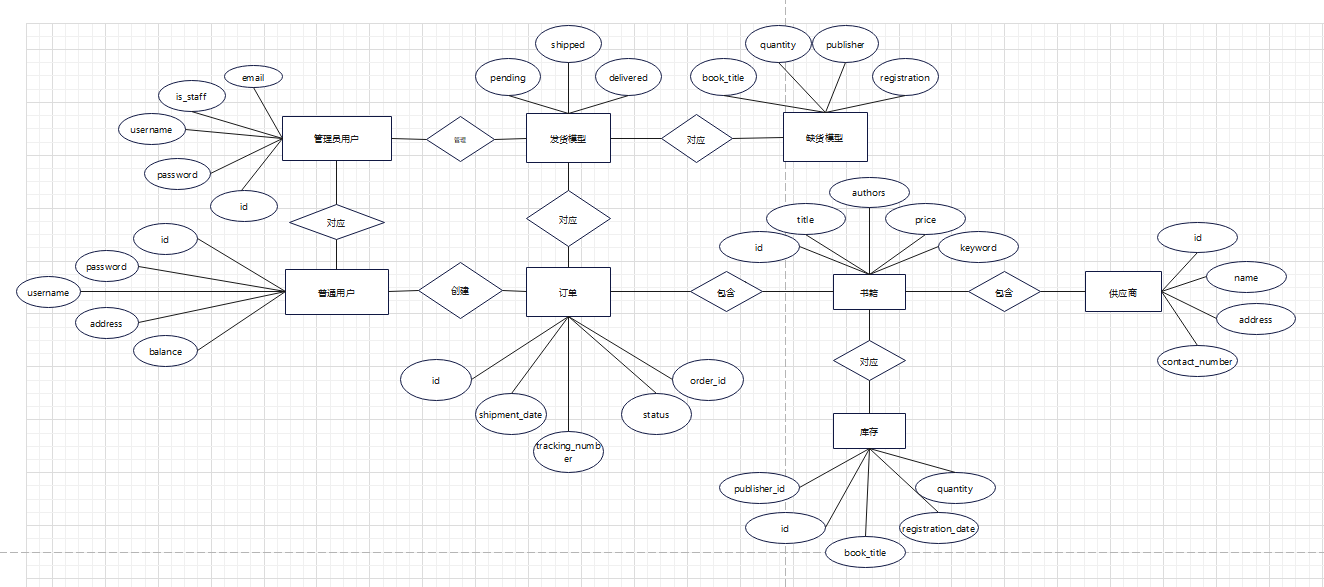 shipped
quantity
publisher
pending
delivered
book_title
registration
email
is_staff
username
password
id
管理员用户
管理
发货模型
对应
缺货模型
对应
对应
authors
title
price
id
keyword
id
password
username
address
balance
普通用户
创建
订单
包含
书籍
包含
供应商
id
name
address
contact_number
id
shipment_date
tracking_numb
er
status
order_id
对应
库存
publisher_id
id
book_title
registration_date
quantity